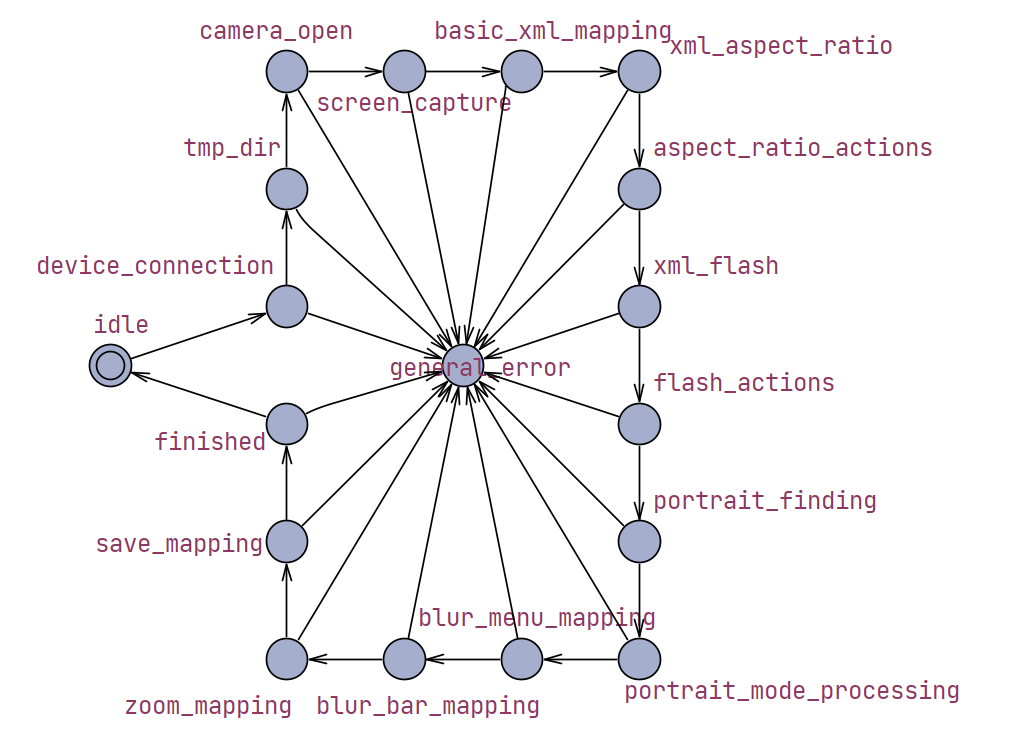 camera_open
basic_xml_mapping
xml_aspect_ratio
screen_capture
tmp_dir
aspect_ratio_actions
device_connection
xml_flash
idle
general_error
flash_actions
finished
portrait_finding
save_mapping
blur_menu_mapping
portrait_mode_processing
zoom_mapping
blur_bar_mapping